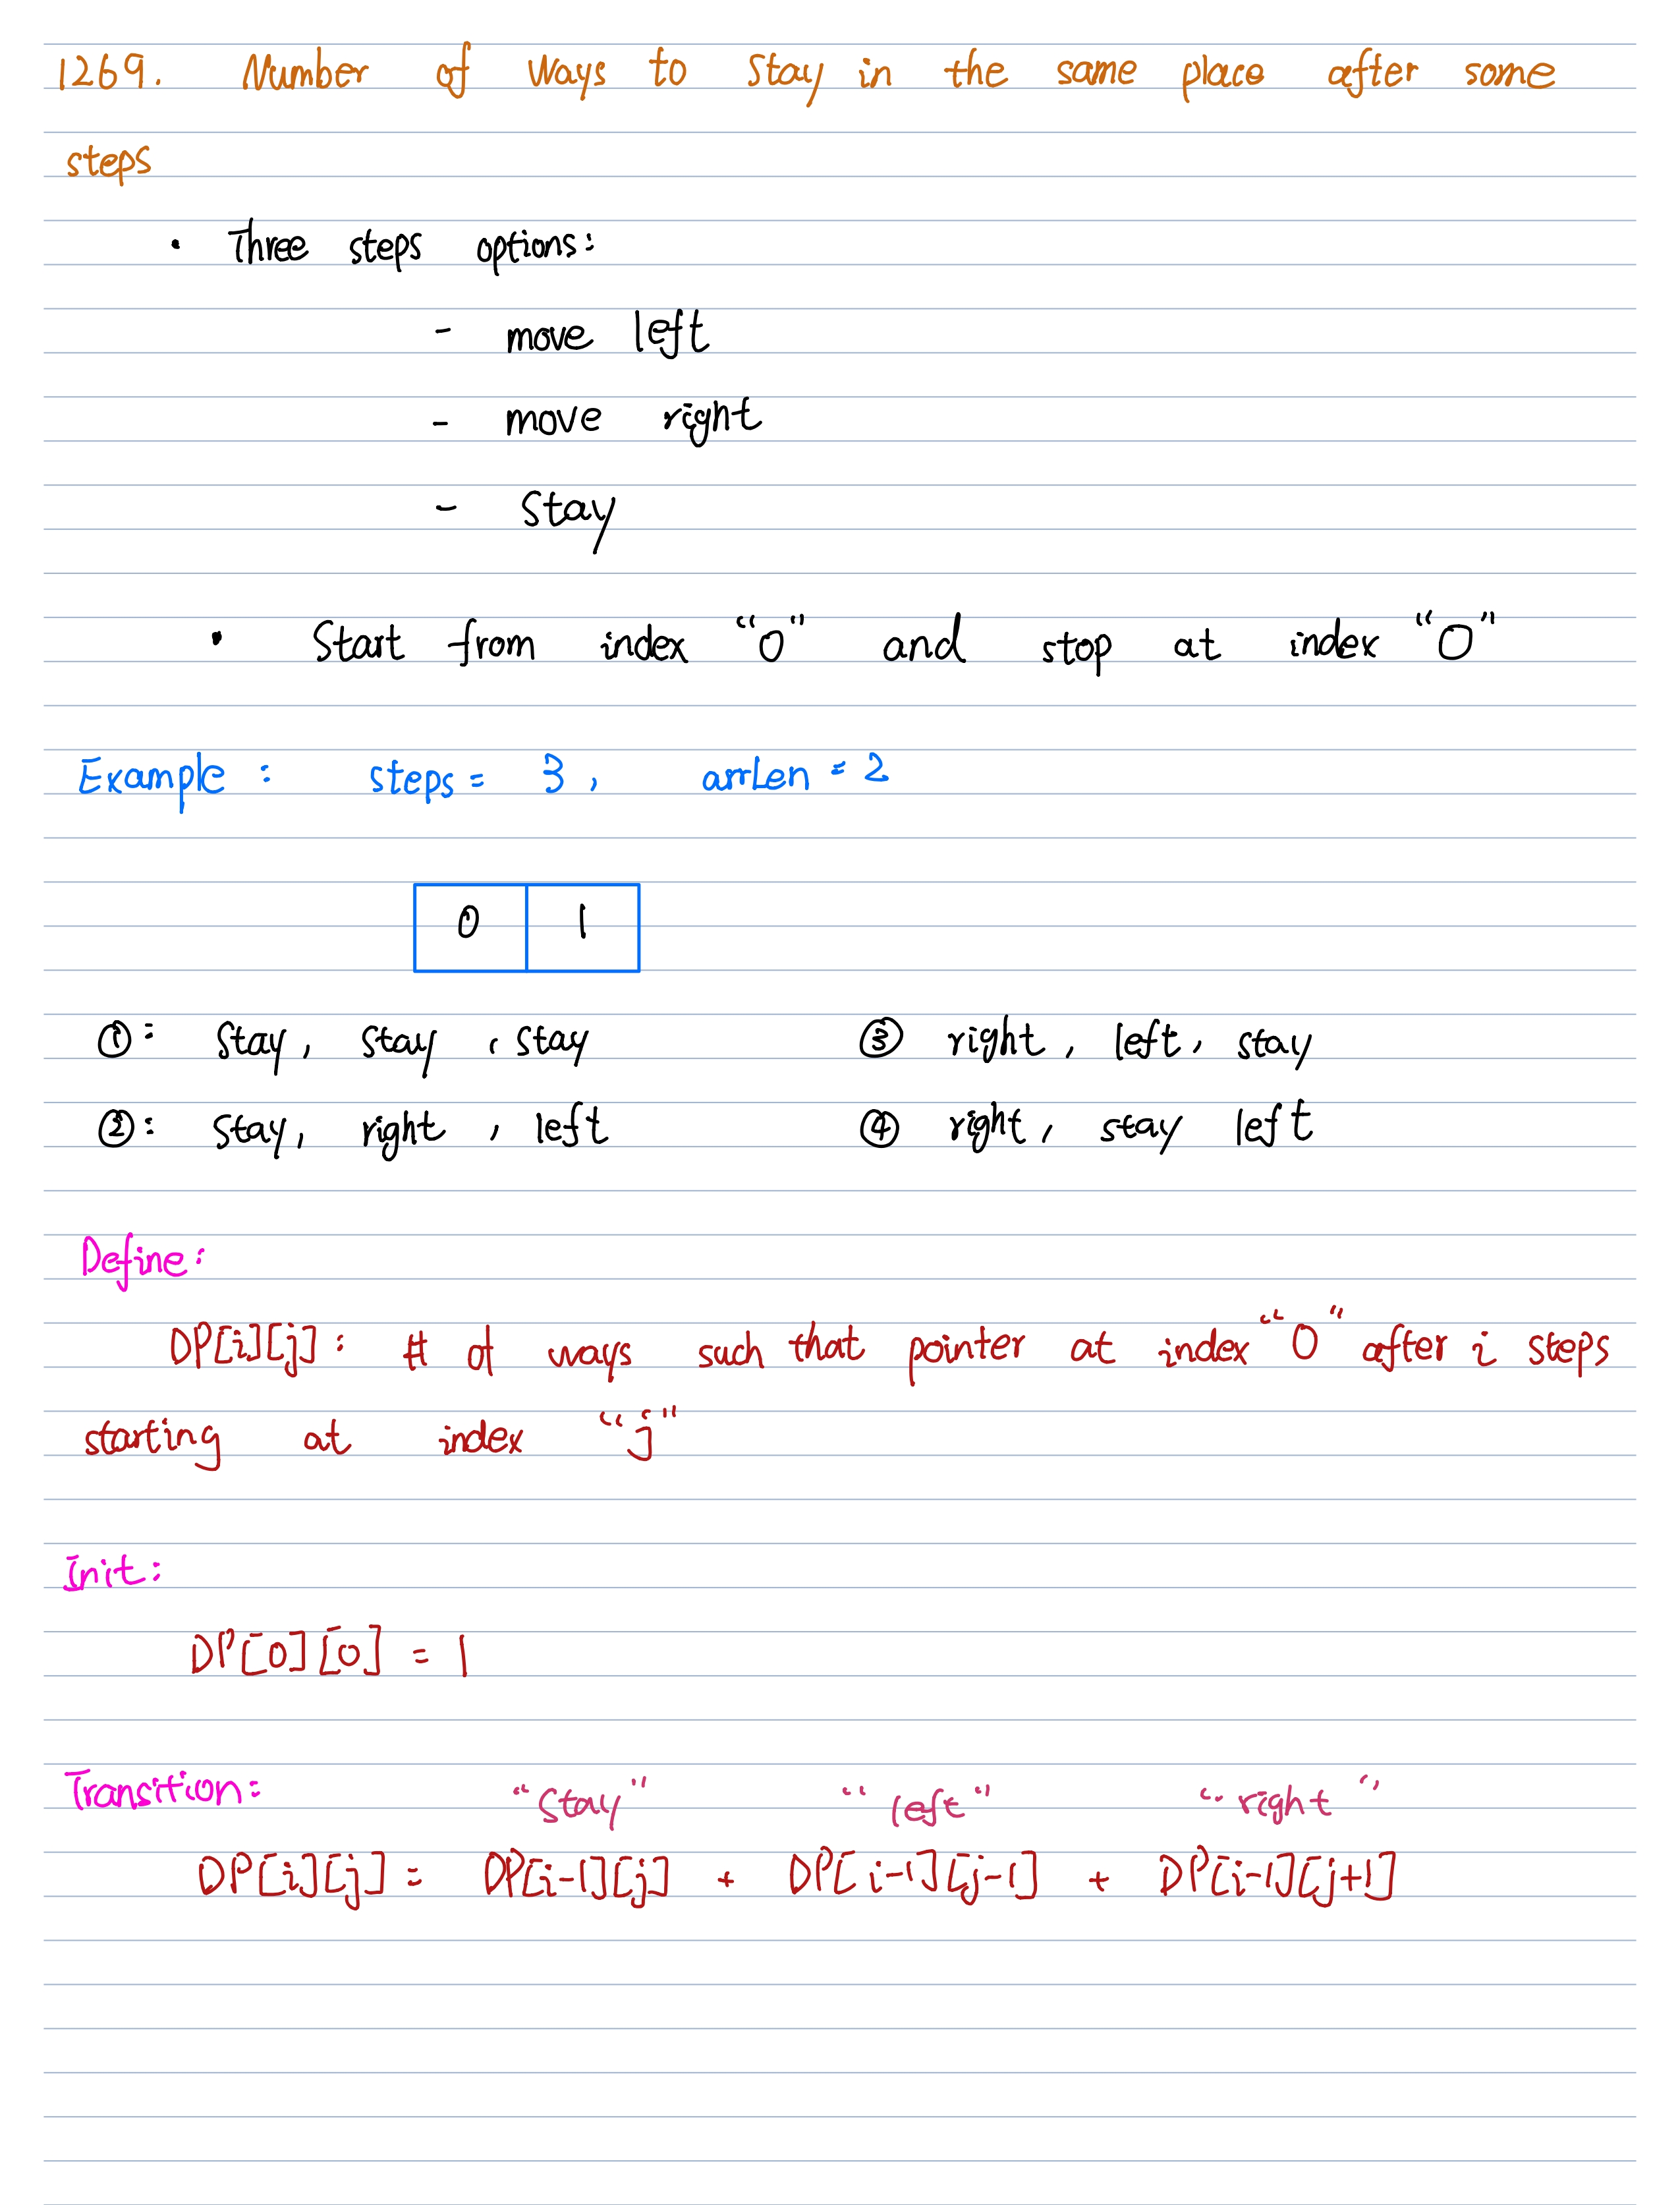 1269. Number of Ways to Stay in the same place after some
steps
• Three steps options:
- move left
- move right
- Stay
• Start from index "0" and stop at index "0"
Example : steps = 3, arrLen = 2
0 1
①: Stay, stay, stay ③ right, left, stay
②: Stay, right, left ④ right, stay left
Define:
DP[i][j]: # of ways such that pointer at index "0" after i steps
starting at index "j"
Init:
DP[0][0] = 1
Transition: "Stay" "left" "right"
DP[i][j] = DP[i-1][j] + DP[i-1][j-1] + DP[i-1][j+1]